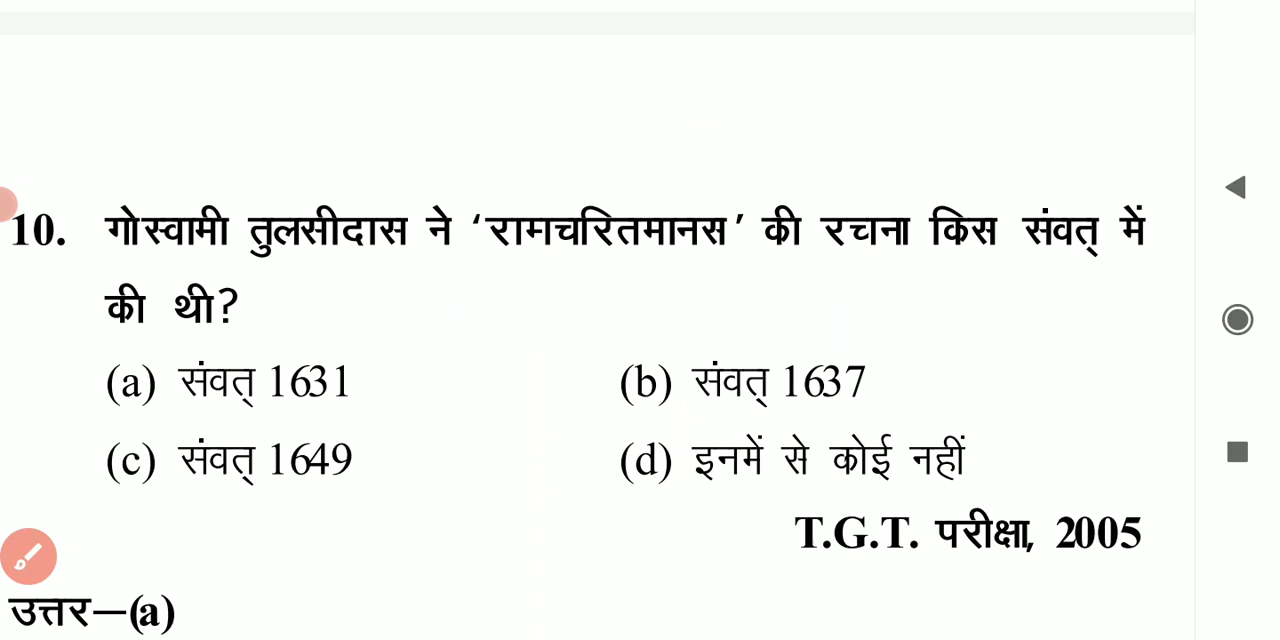 10. गोस्वामी तुलसीदास ने ‘रामचरितमानस’ की रचना किस संवत् में
की थी?
(a) संवत् 1631 (b) संवत् 1637
(c) संवत् 1649 (d) इनमें से कोई नहीं
T.G.T. परीक्षा, 2005
उत्तर—(a)